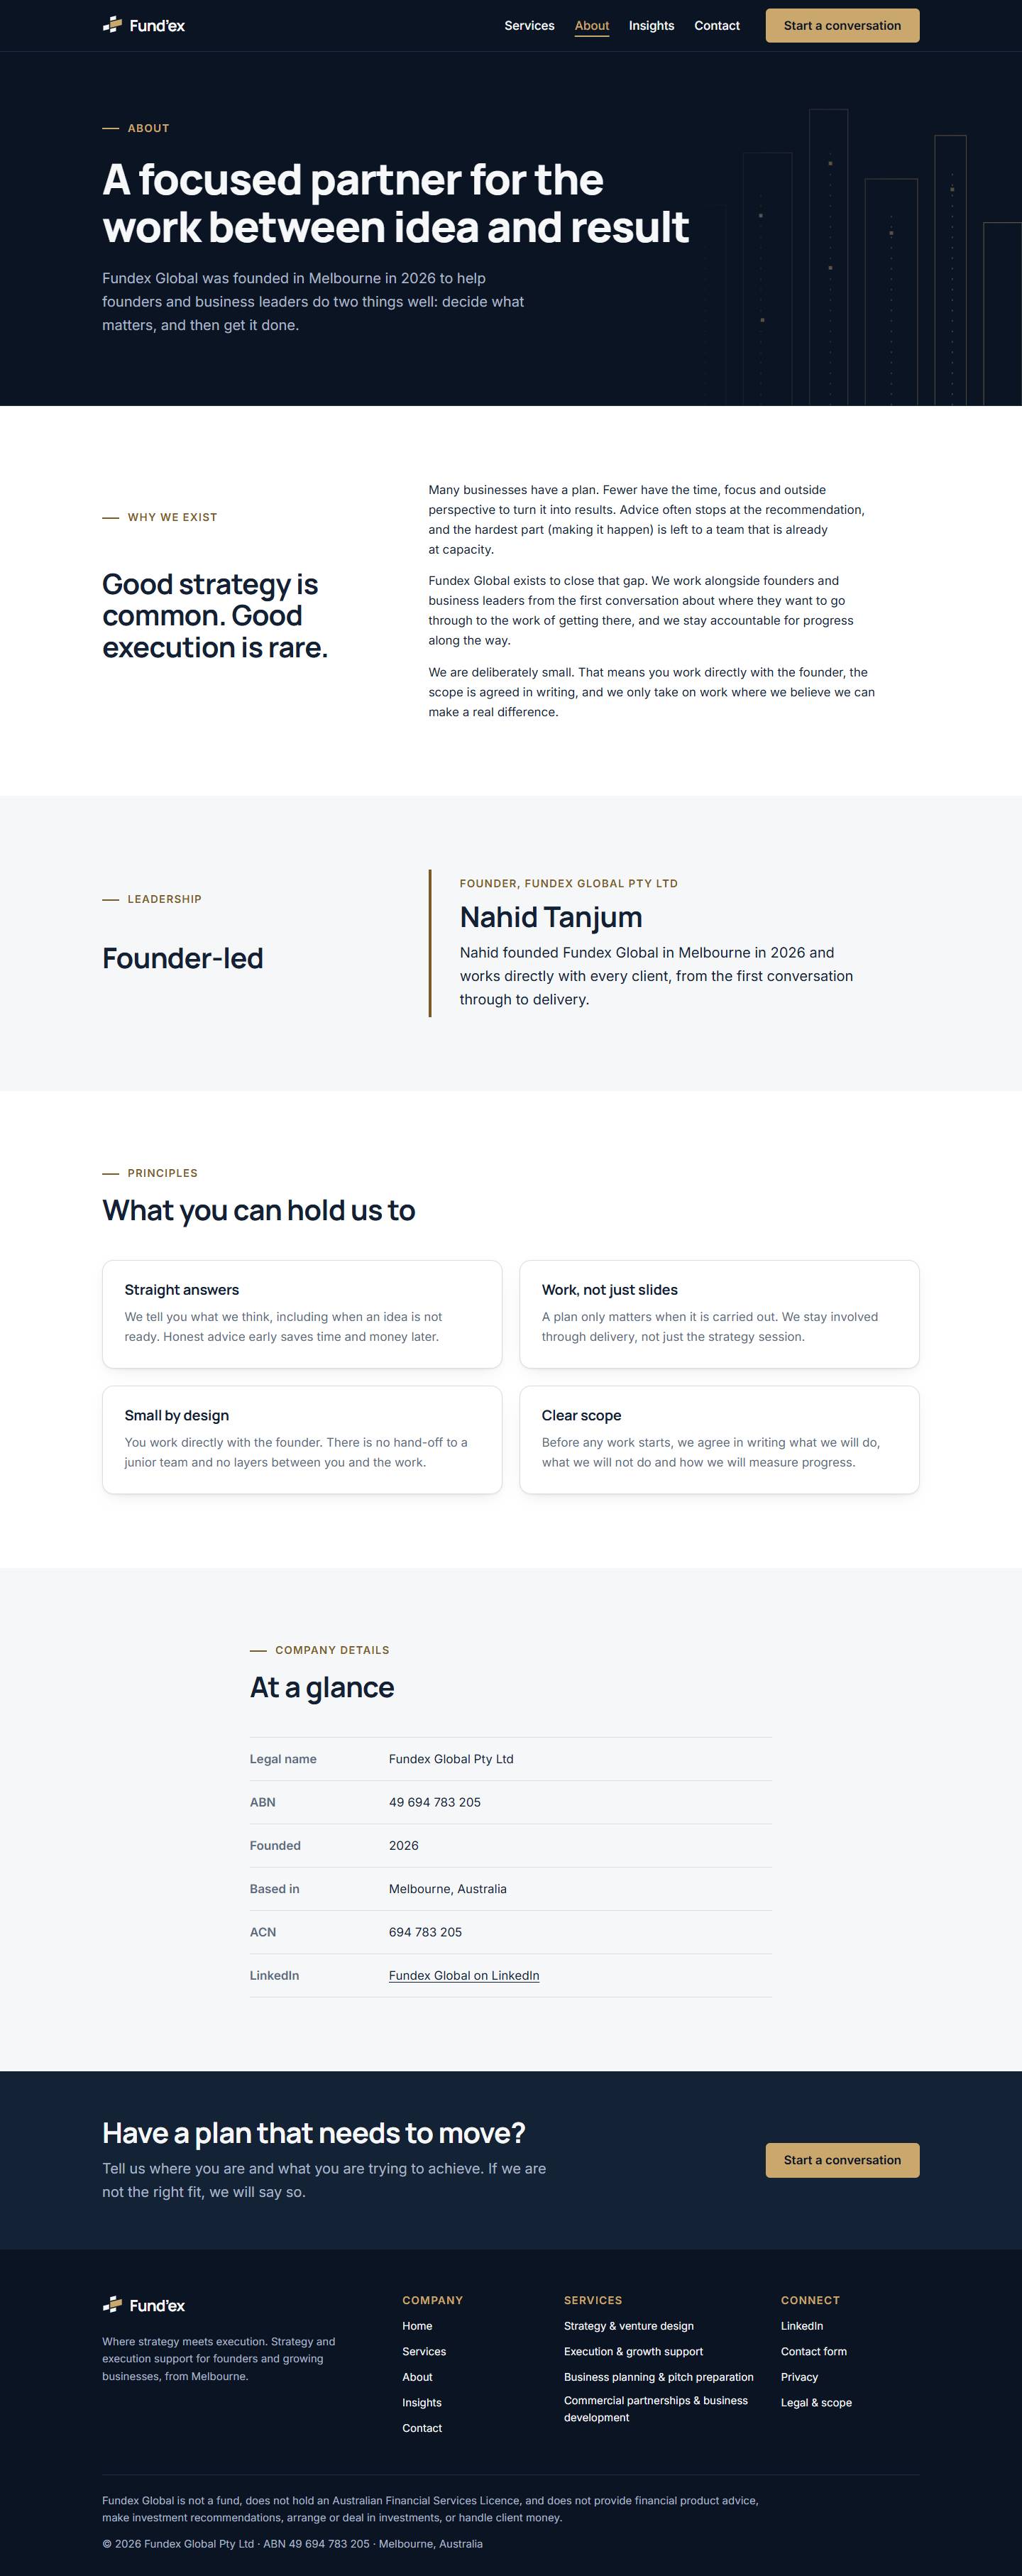 Fund'ex
Services
About
Insights
Contact
Start a conversation
ABOUT
A focused partner for the
work between idea and result
Fundex Global was founded in Melbourne in 2026 to help
founders and business leaders do two things well: decide what
matters, and then get it done.
WHY WE EXIST
Good strategy is
common. Good
execution is rare.
Many businesses have a plan. Fewer have the time, focus and outside
perspective to turn it into results. Advice often stops at the recommendation,
and the hardest part (making it happen) is left to a team that is already
at capacity.
Fundex Global exists to close that gap. We work alongside founders and
business leaders from the first conversation about where they want to go
through to the work of getting there, and we stay accountable for progress
along the way.
We are deliberately small. That means you work directly with the founder, the
scope is agreed in writing, and we only take on work where we believe we can
make a real difference.
LEADERSHIP
Founder-led
FOUNDER, FUNDEX GLOBAL PTY LTD
Nahid Tanjum
Nahid founded Fundex Global in Melbourne in 2026 and
works directly with every client, from the first conversation
through to delivery.
PRINCIPLES
What you can hold us to
Straight answers
We tell you what we think, including when an idea is not
ready. Honest advice early saves time and money later.
Work, not just slides
A plan only matters when it is carried out. We stay involved
through delivery, not just the strategy session.
Small by design
You work directly with the founder. There is no hand-off to a
junior team and no layers between you and the work.
Clear scope
Before any work starts, we agree in writing what we will do,
what we will not do and how we will measure progress.
COMPANY DETAILS
At a glance
Legal name
Fundex Global Pty Ltd
ABN
49 694 783 205
Founded
2026
Based in
Melbourne, Australia
ACN
694 783 205
LinkedIn
Fundex Global on LinkedIn
Have a plan that needs to move?
Tell us where you are and what you are trying to achieve. If we are
not the right fit, we will say so.
Start a conversation
Fund'ex
Where strategy meets execution. Strategy and
execution support for founders and growing
businesses, from Melbourne.
COMPANY
Home
Services
About
Insights
Contact
SERVICES
Strategy & venture design
Execution & growth support
Business planning & pitch preparation
Commercial partnerships & business
development
CONNECT
LinkedIn
Contact form
Privacy
Legal & scope
Fundex Global is not a fund, does not hold an Australian Financial Services Licence, and does not provide financial product advice,
make investment recommendations, arrange or deal in investments, or handle client money.
© 2026 Fundex Global Pty Ltd · ABN 49 694 783 205 · Melbourne, Australia